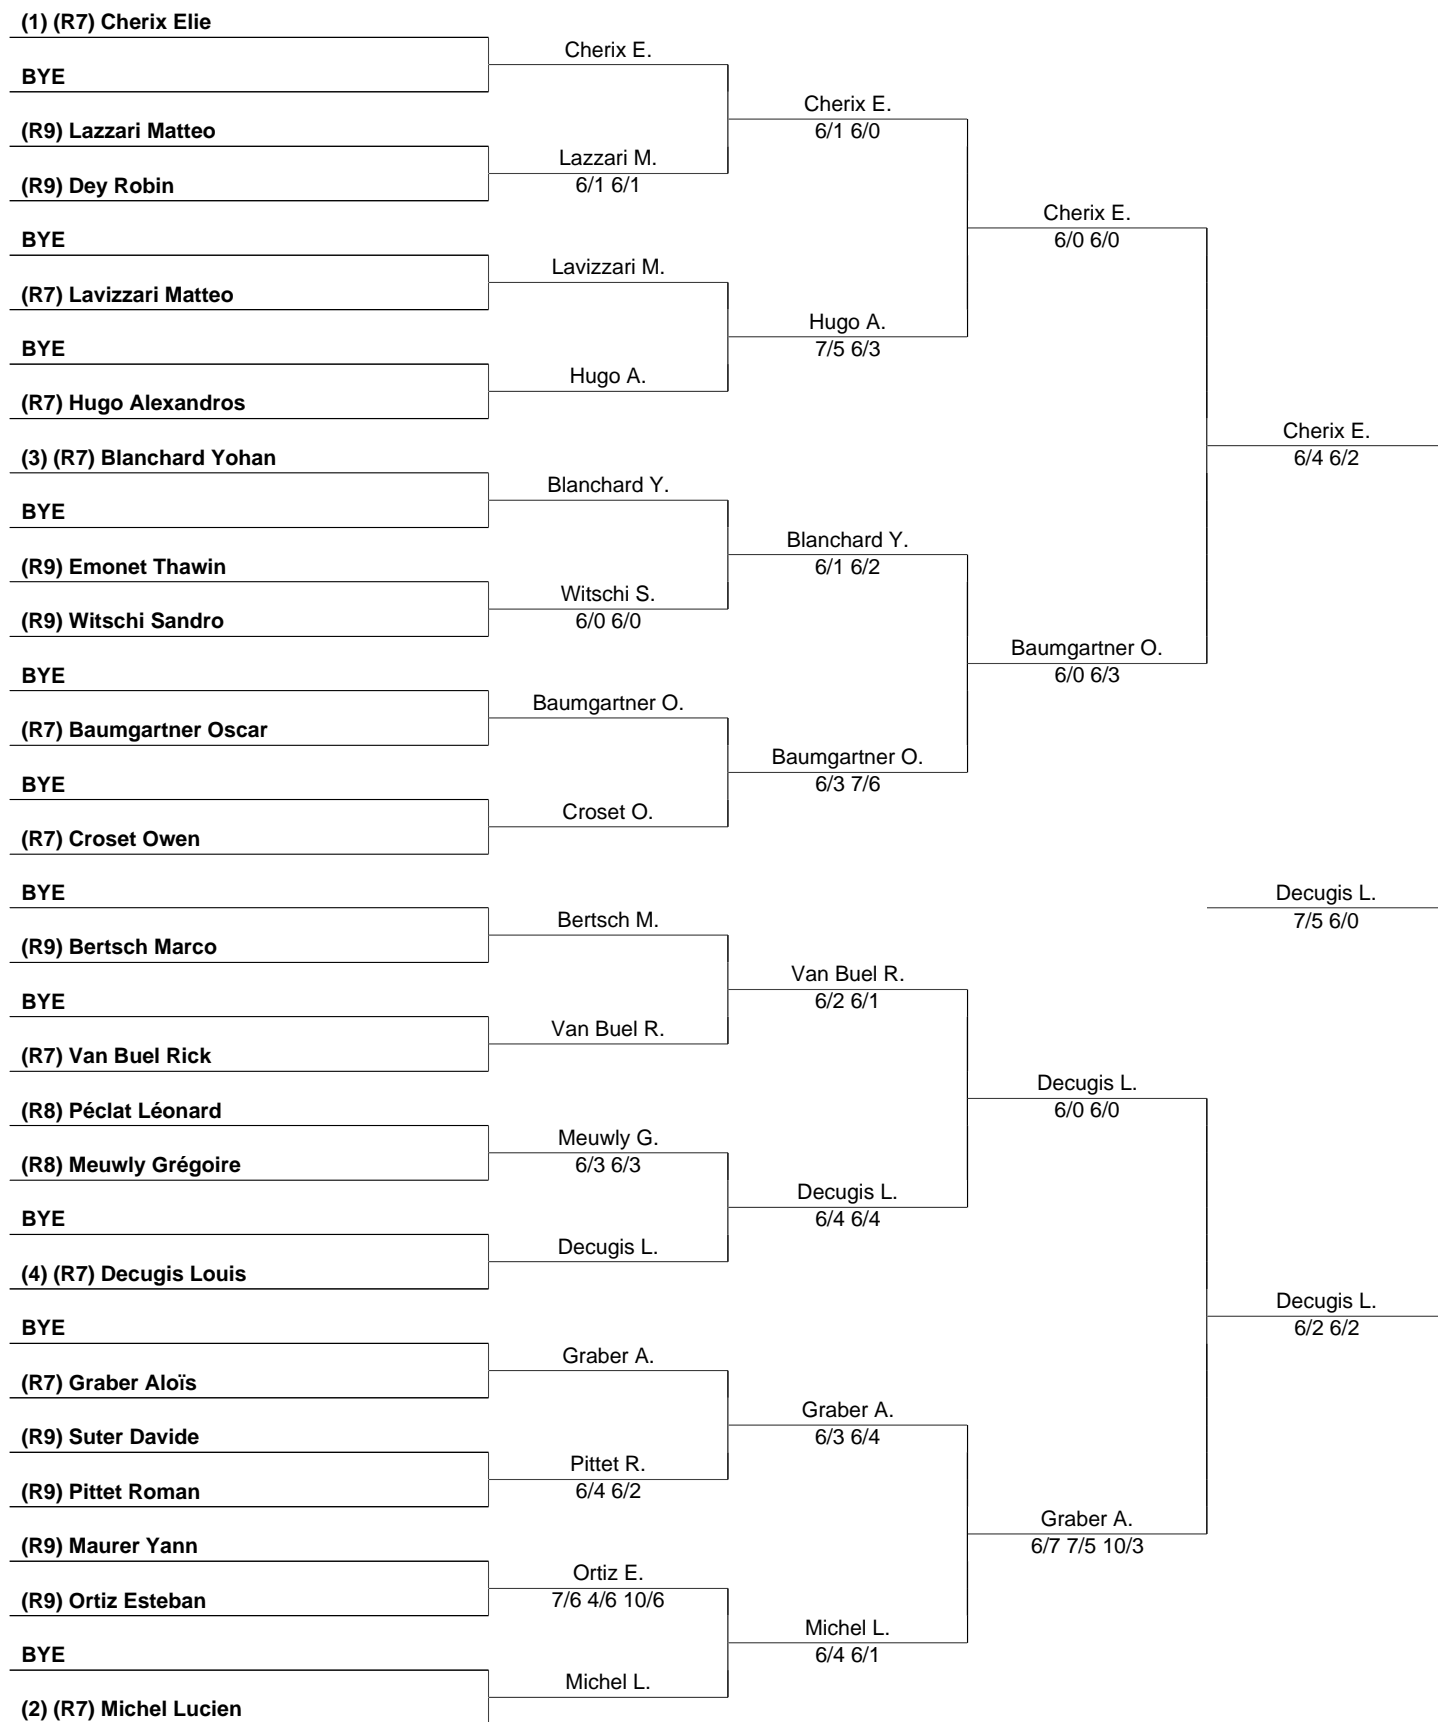 (1) (R7) Cherix Elie
BYE
(R9) Lazzari Matteo
(R9) Dey Robin
BYE
(R7) Lavizzari Matteo
BYE
(R7) Hugo Alexandros
(3) (R7) Blanchard Yohan
BYE
(R9) Emonet Thawin
(R9) Witschi Sandro
BYE
(R7) Baumgartner Oscar
BYE
(R7) Croset Owen
BYE
(R9) Bertsch Marco
BYE
(R7) Van Buel Rick
(R8) Péclat Léonard
(R8) Meuwly Grégoire
BYE
(4) (R7) Decugis Louis
BYE
(R7) Graber Aloïs
(R9) Suter Davide
(R9) Pittet Roman
(R9) Maurer Yann
(R9) Ortiz Esteban
BYE
(2) (R7) Michel Lucien
Cherix E.
Lazzari M.
6/1 6/1
Lavizzari M.
Hugo A.
Blanchard Y.
Witschi S.
6/0 6/0
Baumgartner O.
Croset O.
Bertsch M.
Van Buel R.
Meuwly G.
6/3 6/3
Decugis L.
Graber A.
Pittet R.
6/4 6/2
Ortiz E.
7/6 4/6 10/6
Michel L.
Cherix E.
6/1 6/0
Hugo A.
7/5 6/3
Blanchard Y.
6/1 6/2
Baumgartner O.
6/3 7/6
Van Buel R.
6/2 6/1
Decugis L.
6/4 6/4
Graber A.
6/3 6/4
Michel L.
6/4 6/1
Cherix E.
6/0 6/0
Baumgartner O.
6/0 6/3
Decugis L.
6/0 6/0
Graber A.
6/7 7/5 10/3
Cherix E.
6/4 6/2
Decugis L.
7/5 6/0
Decugis L.
6/2 6/2